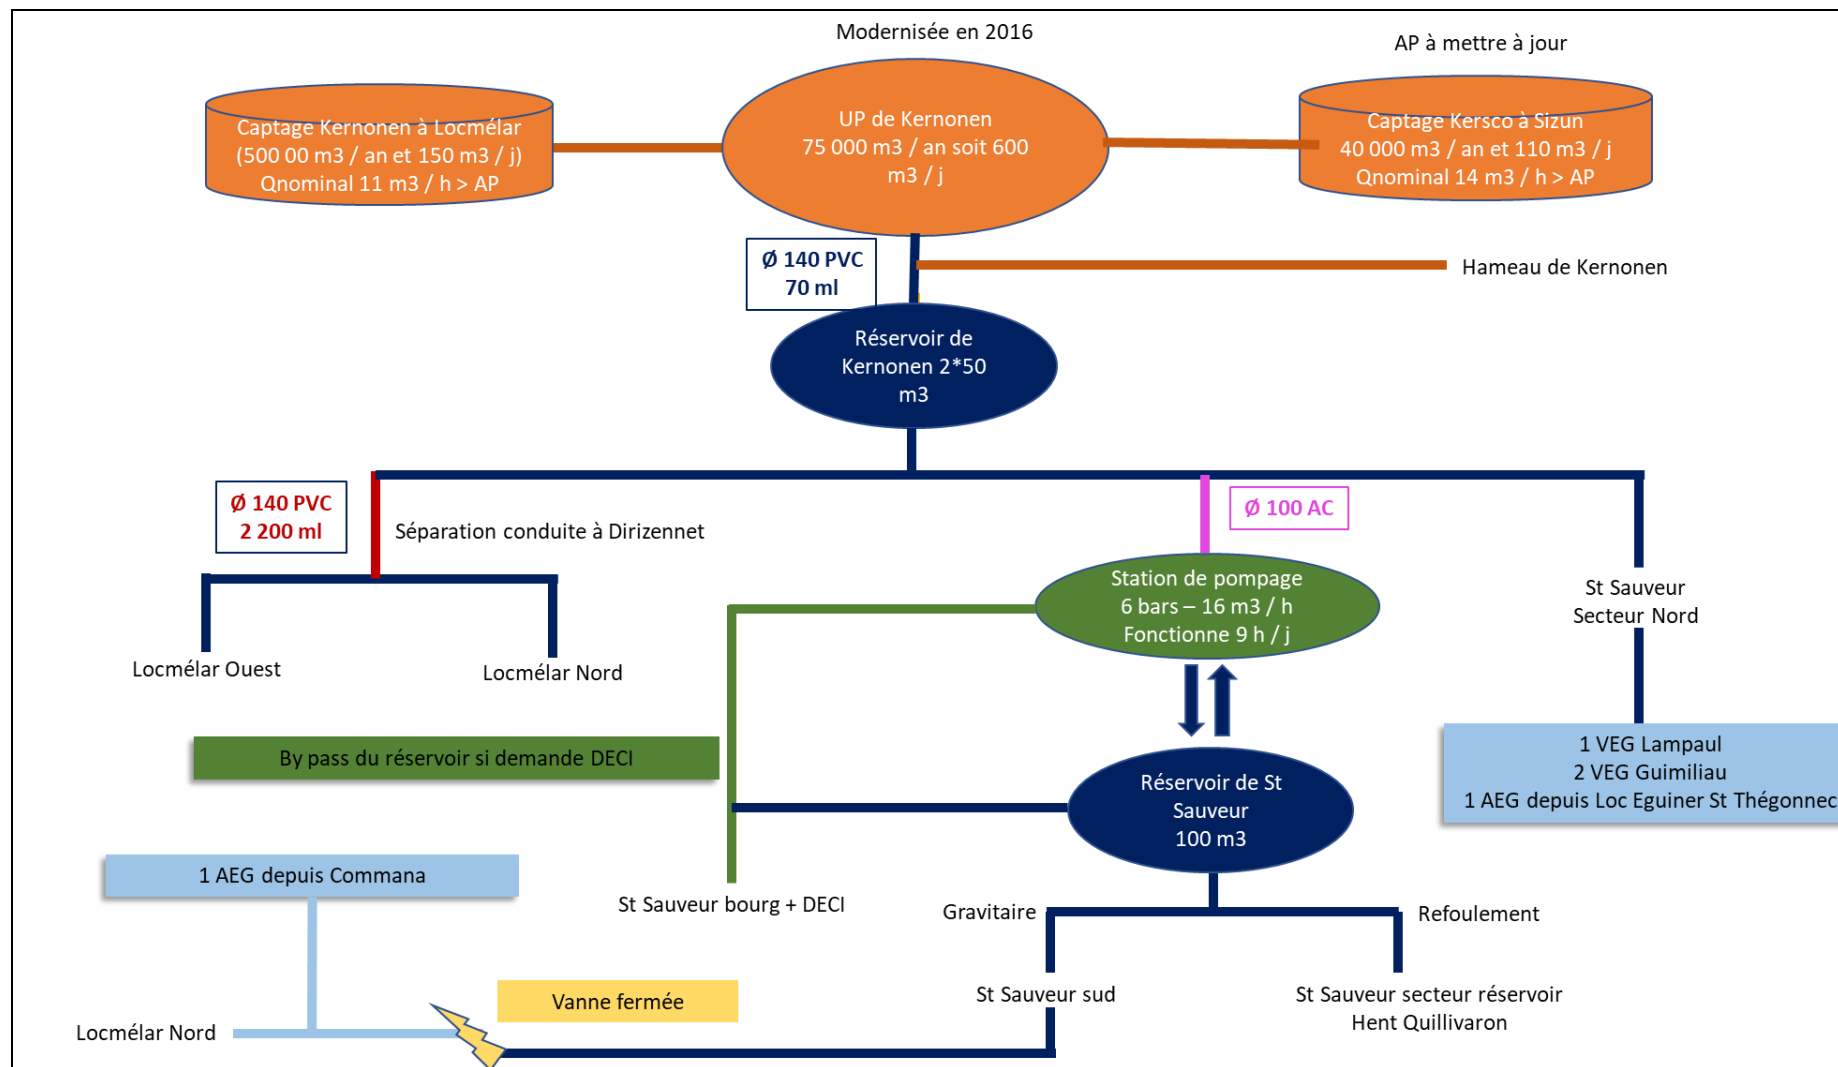 Modernisée en 2016
AP à mettre à jour
Captage Kernonen à Locmélar
(500 00 m3 / an et 150 m3 / j)
Qnominal 11 m3 / h > AP
UP de Kernonen
75 000 m3 / an soit 600
m3 / j
Captage Kersco à Sizun
40 000 m3 / an et 110 m3 / j
Qnominal 14 m3 / h > AP
Ø 140 PVC
70 ml
Hameau de Kernonen
Réservoir de
Kernonen 2*50
m3
Ø 140 PVC
2 200 ml
Séparation conduite à Dirizennet
Ø 100 AC
Station de pompage
6 bars – 16 m3 / h
Fonctionne 9 h / j
St Sauveur
Secteur Nord
Locmélar Ouest
Locmélar Nord
By pass du réservoir si demande DECI
1 VEG Lampaul
2 VEG Guimiliau
1 AEG depuis Loc Eguiner St Thégonnec
Réservoir de St
Sauveur
100 m3
1 AEG depuis Commana
St Sauveur bourg + DECI
Gravitaire
Refoulement
Vanne fermée
St Sauveur sud
St Sauveur secteur réservoir
Hent Quillivaron
Locmélar Nord